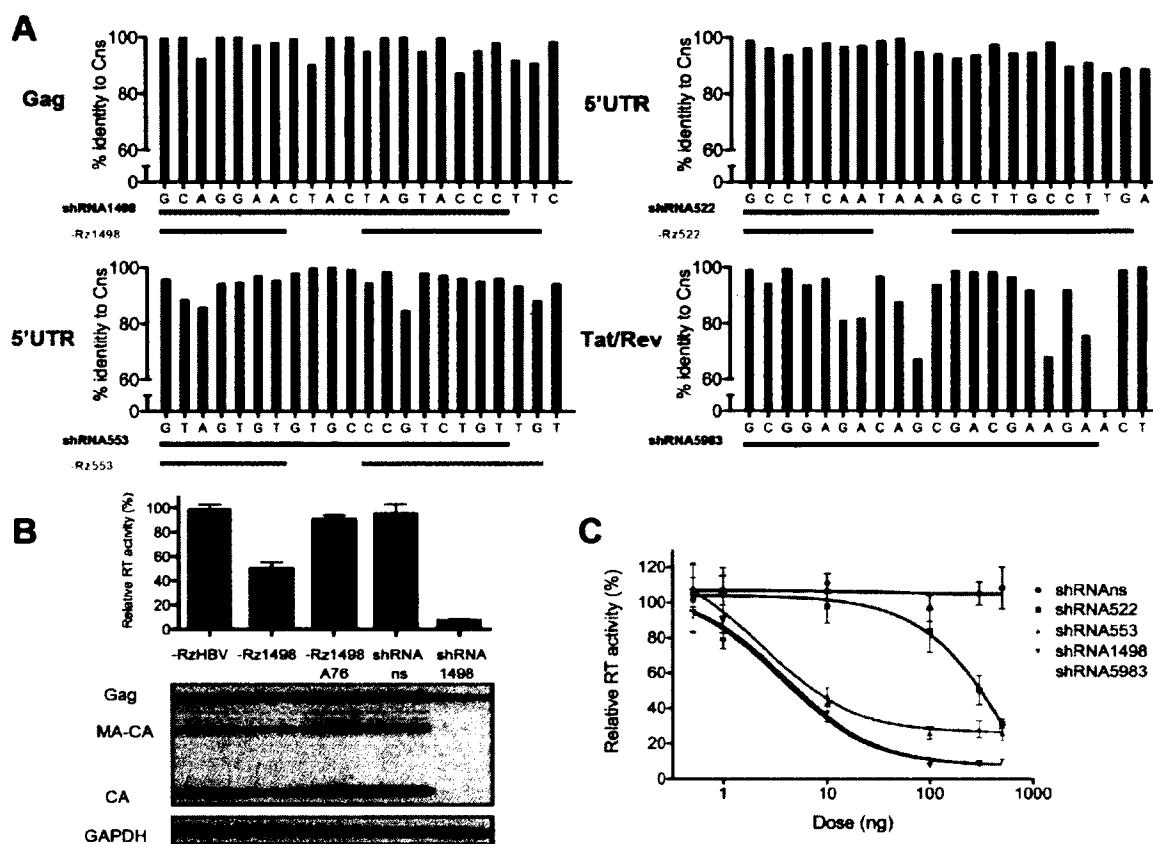 A
Gag
% identity to Cns
100
80
60
0
G C A G G A A C T A C T A G T A C C C T T C
shRNA1498
-Rz1498
5'UTR
% identity to Cns
100
80
60
0
G C C T C A A T A A A G C T T G C C T T G A
shRNA522
-Rz522
5'UTR
% identitity to Cns
100
80
60
0
G T A G T G T G T G C C C G T C T G T T G T
shRNA553
-Rz553
Tat/Rev
% identity to Cns
100
80
60
0
G C G G A G A C A G C G A C G A A G A A C T
shRNA5983
B
Relative RT activity (%)
100
80
60
40
20
0
-RzHBV -Rz1498 -Rz1498 A76 shRNA ns shRNA 1498
Gag
MA-CA
CA
GAPDH
C
Relative RT activity (%)
120
100
80
60
40
20
0
1 10 100 1000
Dose (ng)
shRNAns
shRNA522
shRNA553
shRNA1498
shRNA5983